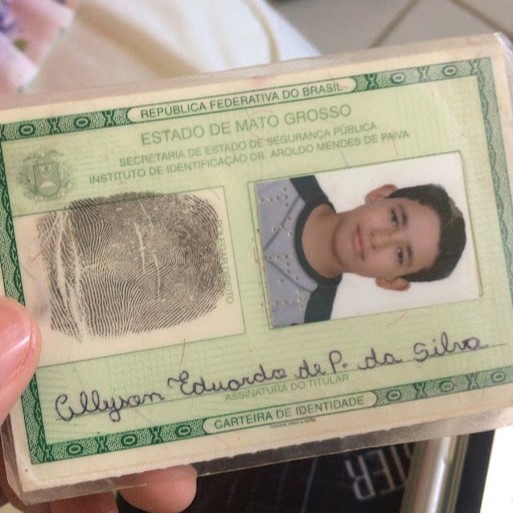 REPÚBLICA FEDERATIVA DO BRASIL
ESTADO DE MATO GROSSO
SECRETARIA DE ESTADO DE SEGURANÇA PÚBLICA
INSTITUTO DE IDENTIFICAÇÃO DR. AROLDO MENDES DE PAIVA
POLEGAR DIREITO
Allyson Eduardo de P. da Silva
ASSINATURA DO TITULAR
CARTEIRA DE IDENTIDADE